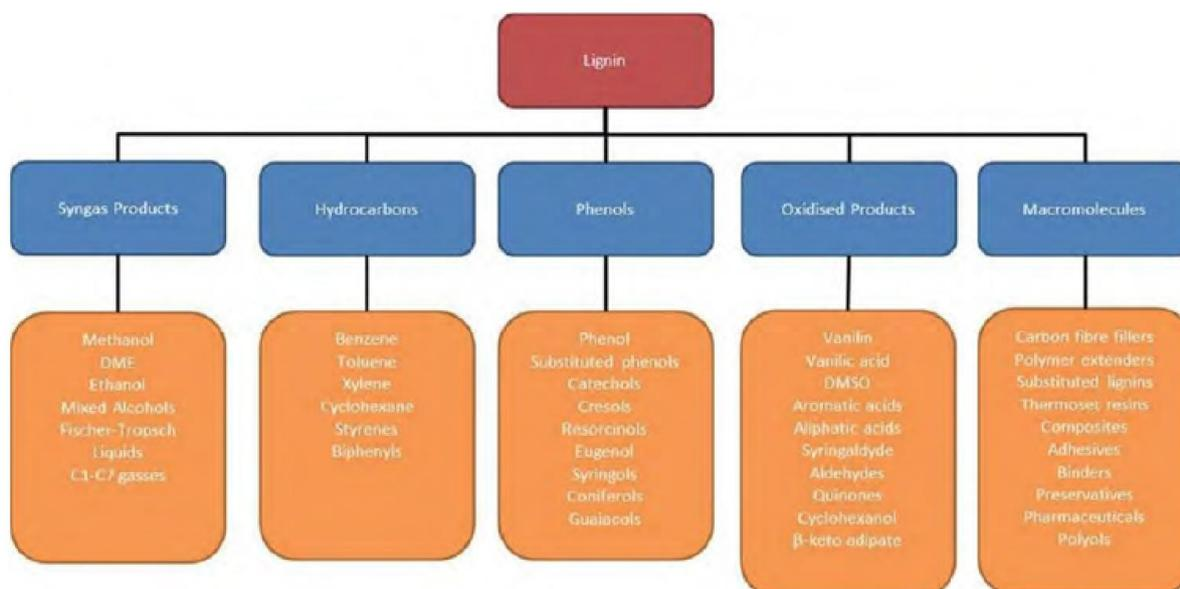 Lignin
Syngas Products
Hydrocarbons
Phenols
Oxidised Products
Macromolecules
Methanol
DME
Ethanol
Mixed Alcohols
Fischer-Tropsch
Liquids
C1-C7 gasses
Benzene
Toluene
Xylene
Cyclohexane
Styrenes
Biphenyls
Phenol
Substituted phenols
Catechols
Cresols
Resorcinols
Eugenol
Syringols
Coniferols
Guaiacols
Vanilin
Vanilic acid
DMSO
Aromatic acids
Aliphatic acids
Syringaldyde
Aldehydes
Quinones
Cyclohexanol
β-keto adipate
Carbon fibre fillers
Polymer extenders
Substituted lignins
Thermoset resins
Composites
Adhesives
Binders
Preservatives
Pharmaceuticals
Polyols